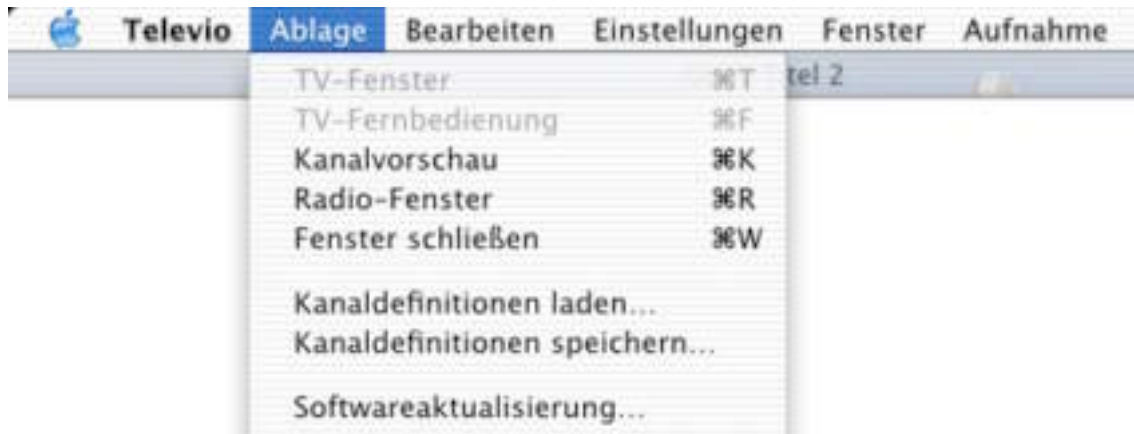 Televio Ablage Bearbeiten Einstellungen Fenster Aufnahme
tel 2
TV-Fenster ⌘T
TV-Fernbedienung ⌘F
Kanalvorschau ⌘K
Radio-Fenster ⌘R
Fenster schließen ⌘W
Kanaldefinitionen laden...
Kanaldefinitionen speichern...
Softwareaktualisierung...